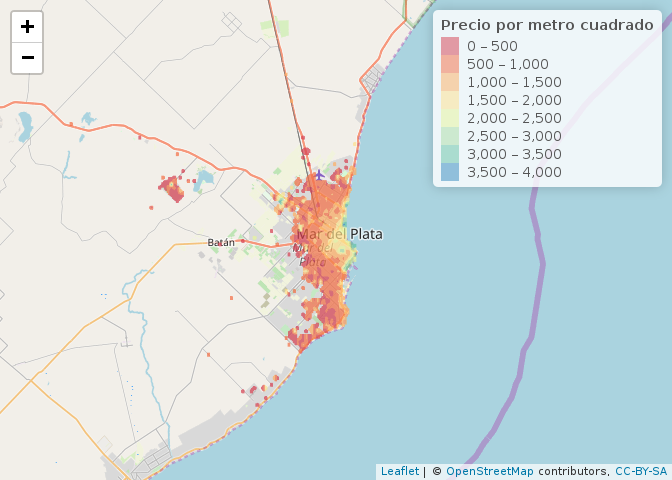 +
−
Precio por metro cuadrado
0 – 500
500 – 1,000
1,000 – 1,500
1,500 – 2,000
2,000 – 2,500
2,500 – 3,000
3,000 – 3,500
3,500 – 4,000
Mar del Plata
Batán
Mar del
Plata
Leaflet | © OpenStreetMap contributors, CC-BY-SA